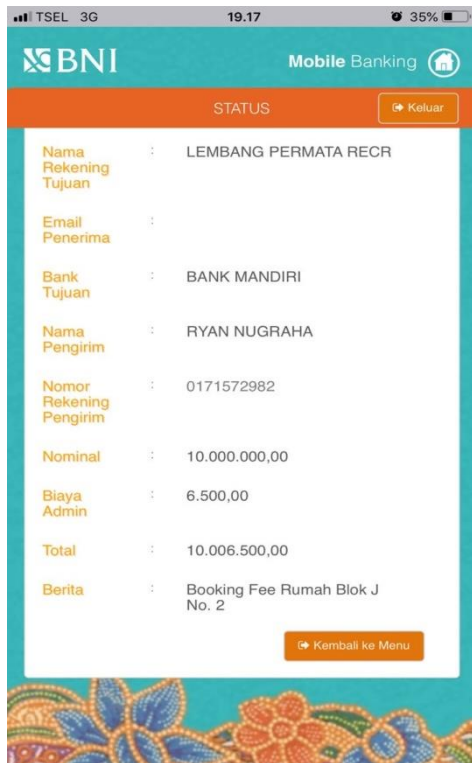 TSEL 3G 19.17 35%
BNI Mobile Banking
STATUS Keluar
Nama : LEMBANG PERMATA RECR
Rekening
Tujuan
Email :
Penerima
Bank : BANK MANDIRI
Tujuan
Nama : RYAN NUGRAHA
Pengirim
Nomor : 0171572982
Rekening
Pengirim
Nominal : 10.000.000,00
Biaya : 6.500,00
Admin
Total : 10.006.500,00
Berita : Booking Fee Rumah Blok J
No. 2
Kembali ke Menu